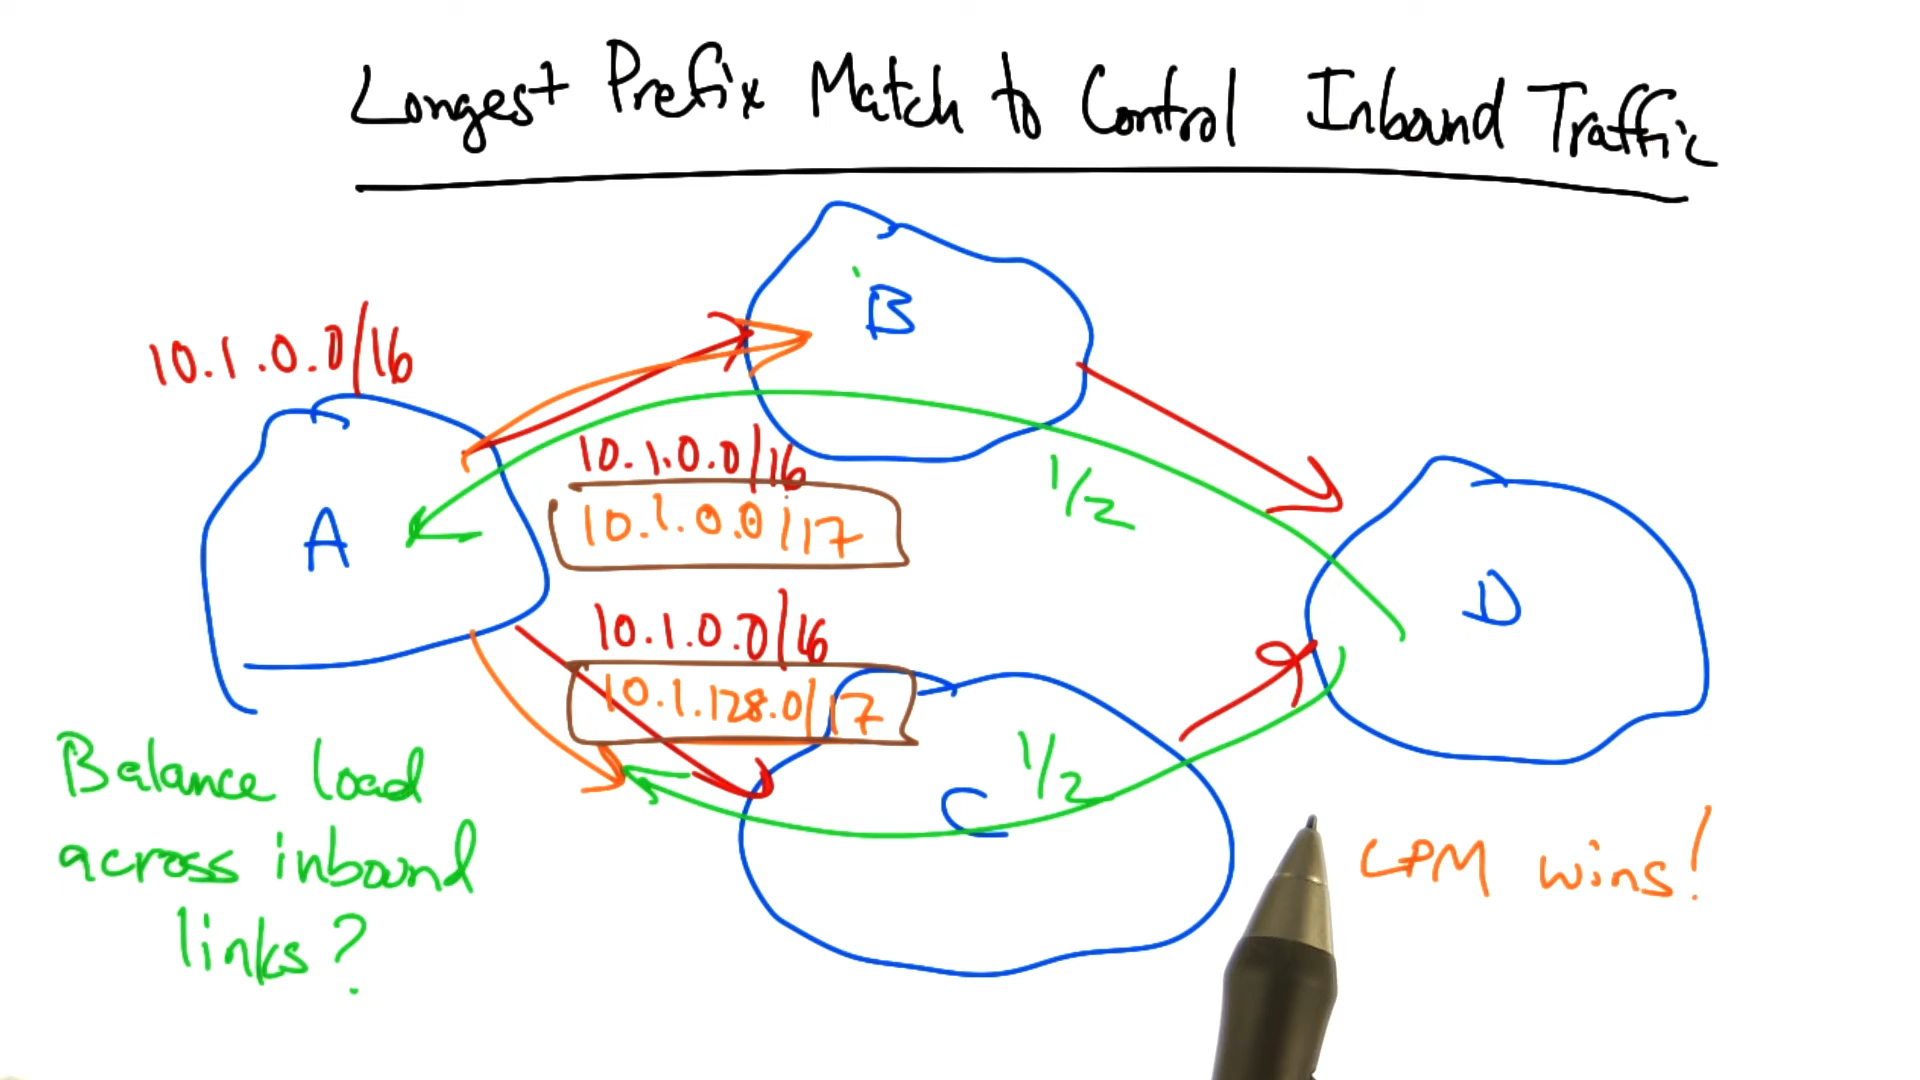 Longest Prefix Match to Control Inbound Traffic
B
10.1.0.0/16
10.1.0.0/16
10.1.0.0/17
1/2
A
D
10.1.0.0/16
10.1.128.0/17
1/2
C
Balance load
across inbound
links?
LPM wins!